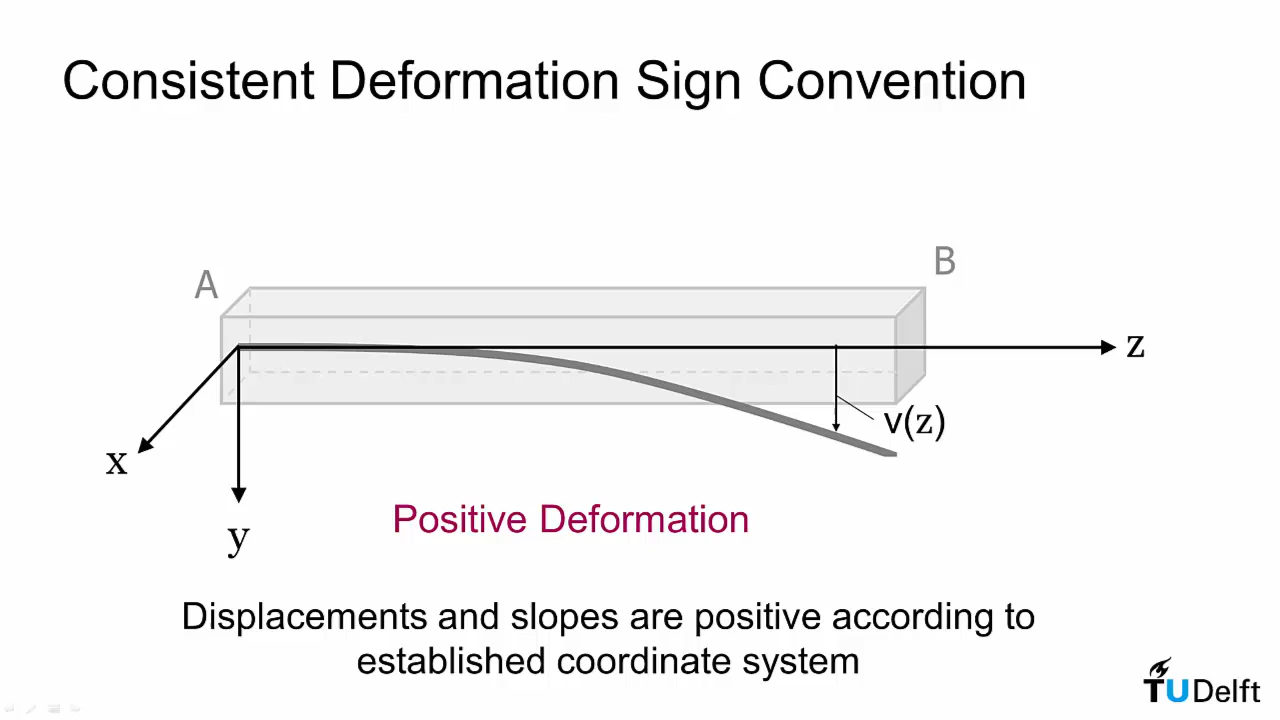 Consistent Deformation Sign Convention
A
B
z
v(z)
x
y
Positive Deformation
Displacements and slopes are positive according to
established coordinate system
TUDelft